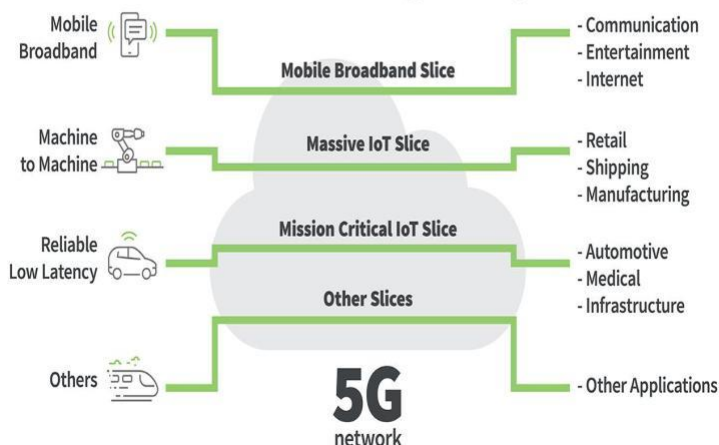 Mobile
Broadband
Mobile Broadband Slice
- Communication
- Entertainment
- Internet
Machine
to Machine
Massive IoT Slice
- Retail
- Shipping
- Manufacturing
Reliable
Low Latency
Mission Critical IoT Slice
- Automotive
- Medical
- Infrastructure
Others
Other Slices
- Other Applications
5G
network